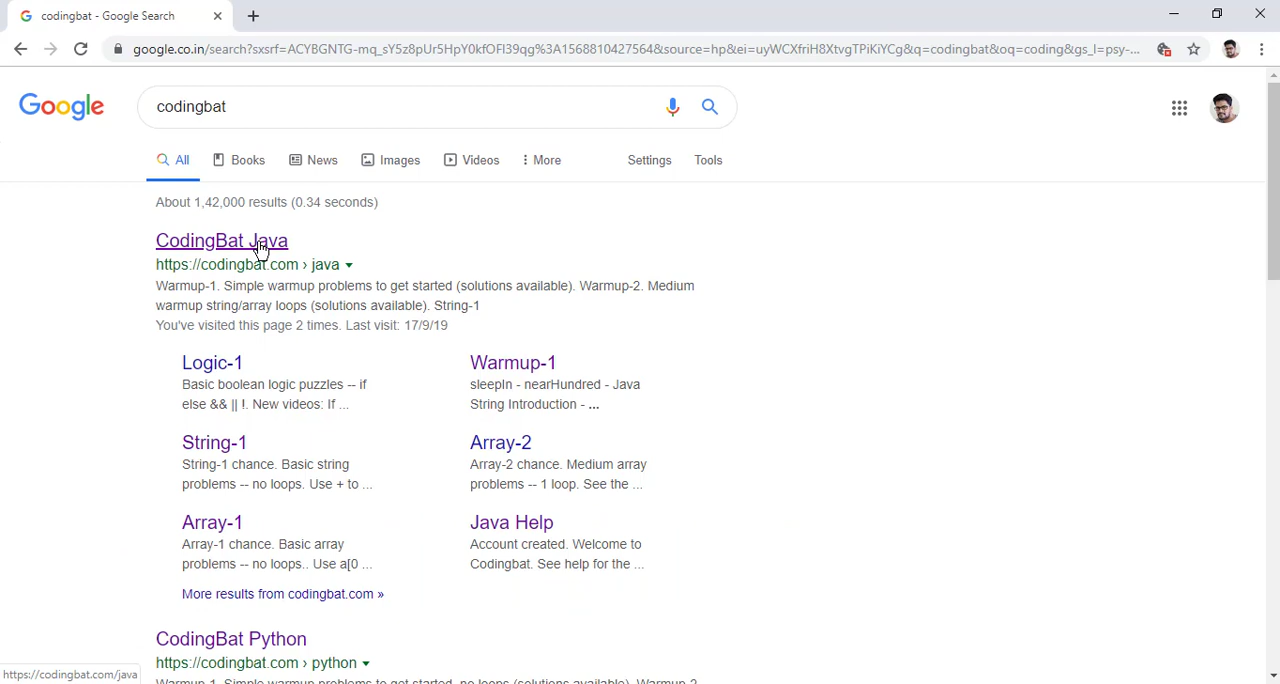 codingbat - Google Search
google.co.in/search?sxsrf=ACYBGNTG-mq_sY5z8pUr5HpY0kfOFI39qg%3A1568810427564&source=hp&ei=uyWCXfriH8XtvgTPiKiYCg&q=codingbat&oq=coding&gs_l=psy-...
Google
codingbat
All Books News Images Videos More Settings Tools
About 1,42,000 results (0.34 seconds)
CodingBat Java
https://codingbat.com › java
Warmup-1. Simple warmup problems to get started (solutions available). Warmup-2. Medium
warmup string/array loops (solutions available). String-1
You've visited this page 2 times. Last visit: 17/9/19
Logic-1
Basic boolean logic puzzles -- if
else && || !. New videos: If ...
Warmup-1
sleepIn - nearHundred - Java
String Introduction - ...
String-1
String-1 chance. Basic string
problems -- no loops. Use + to ...
Array-2
Array-2 chance. Medium array
problems -- 1 loop. See the ...
Array-1
Array-1 chance. Basic array
problems -- no loops.. Use a[0 ...
Java Help
Account created. Welcome to
Codingbat. See help for the ...
More results from codingbat.com »
CodingBat Python
https://codingbat.com › python
Warmup-1. Simple warmup problems to get started, no loops (solutions available). Warmup-2.
https://codingbat.com/java